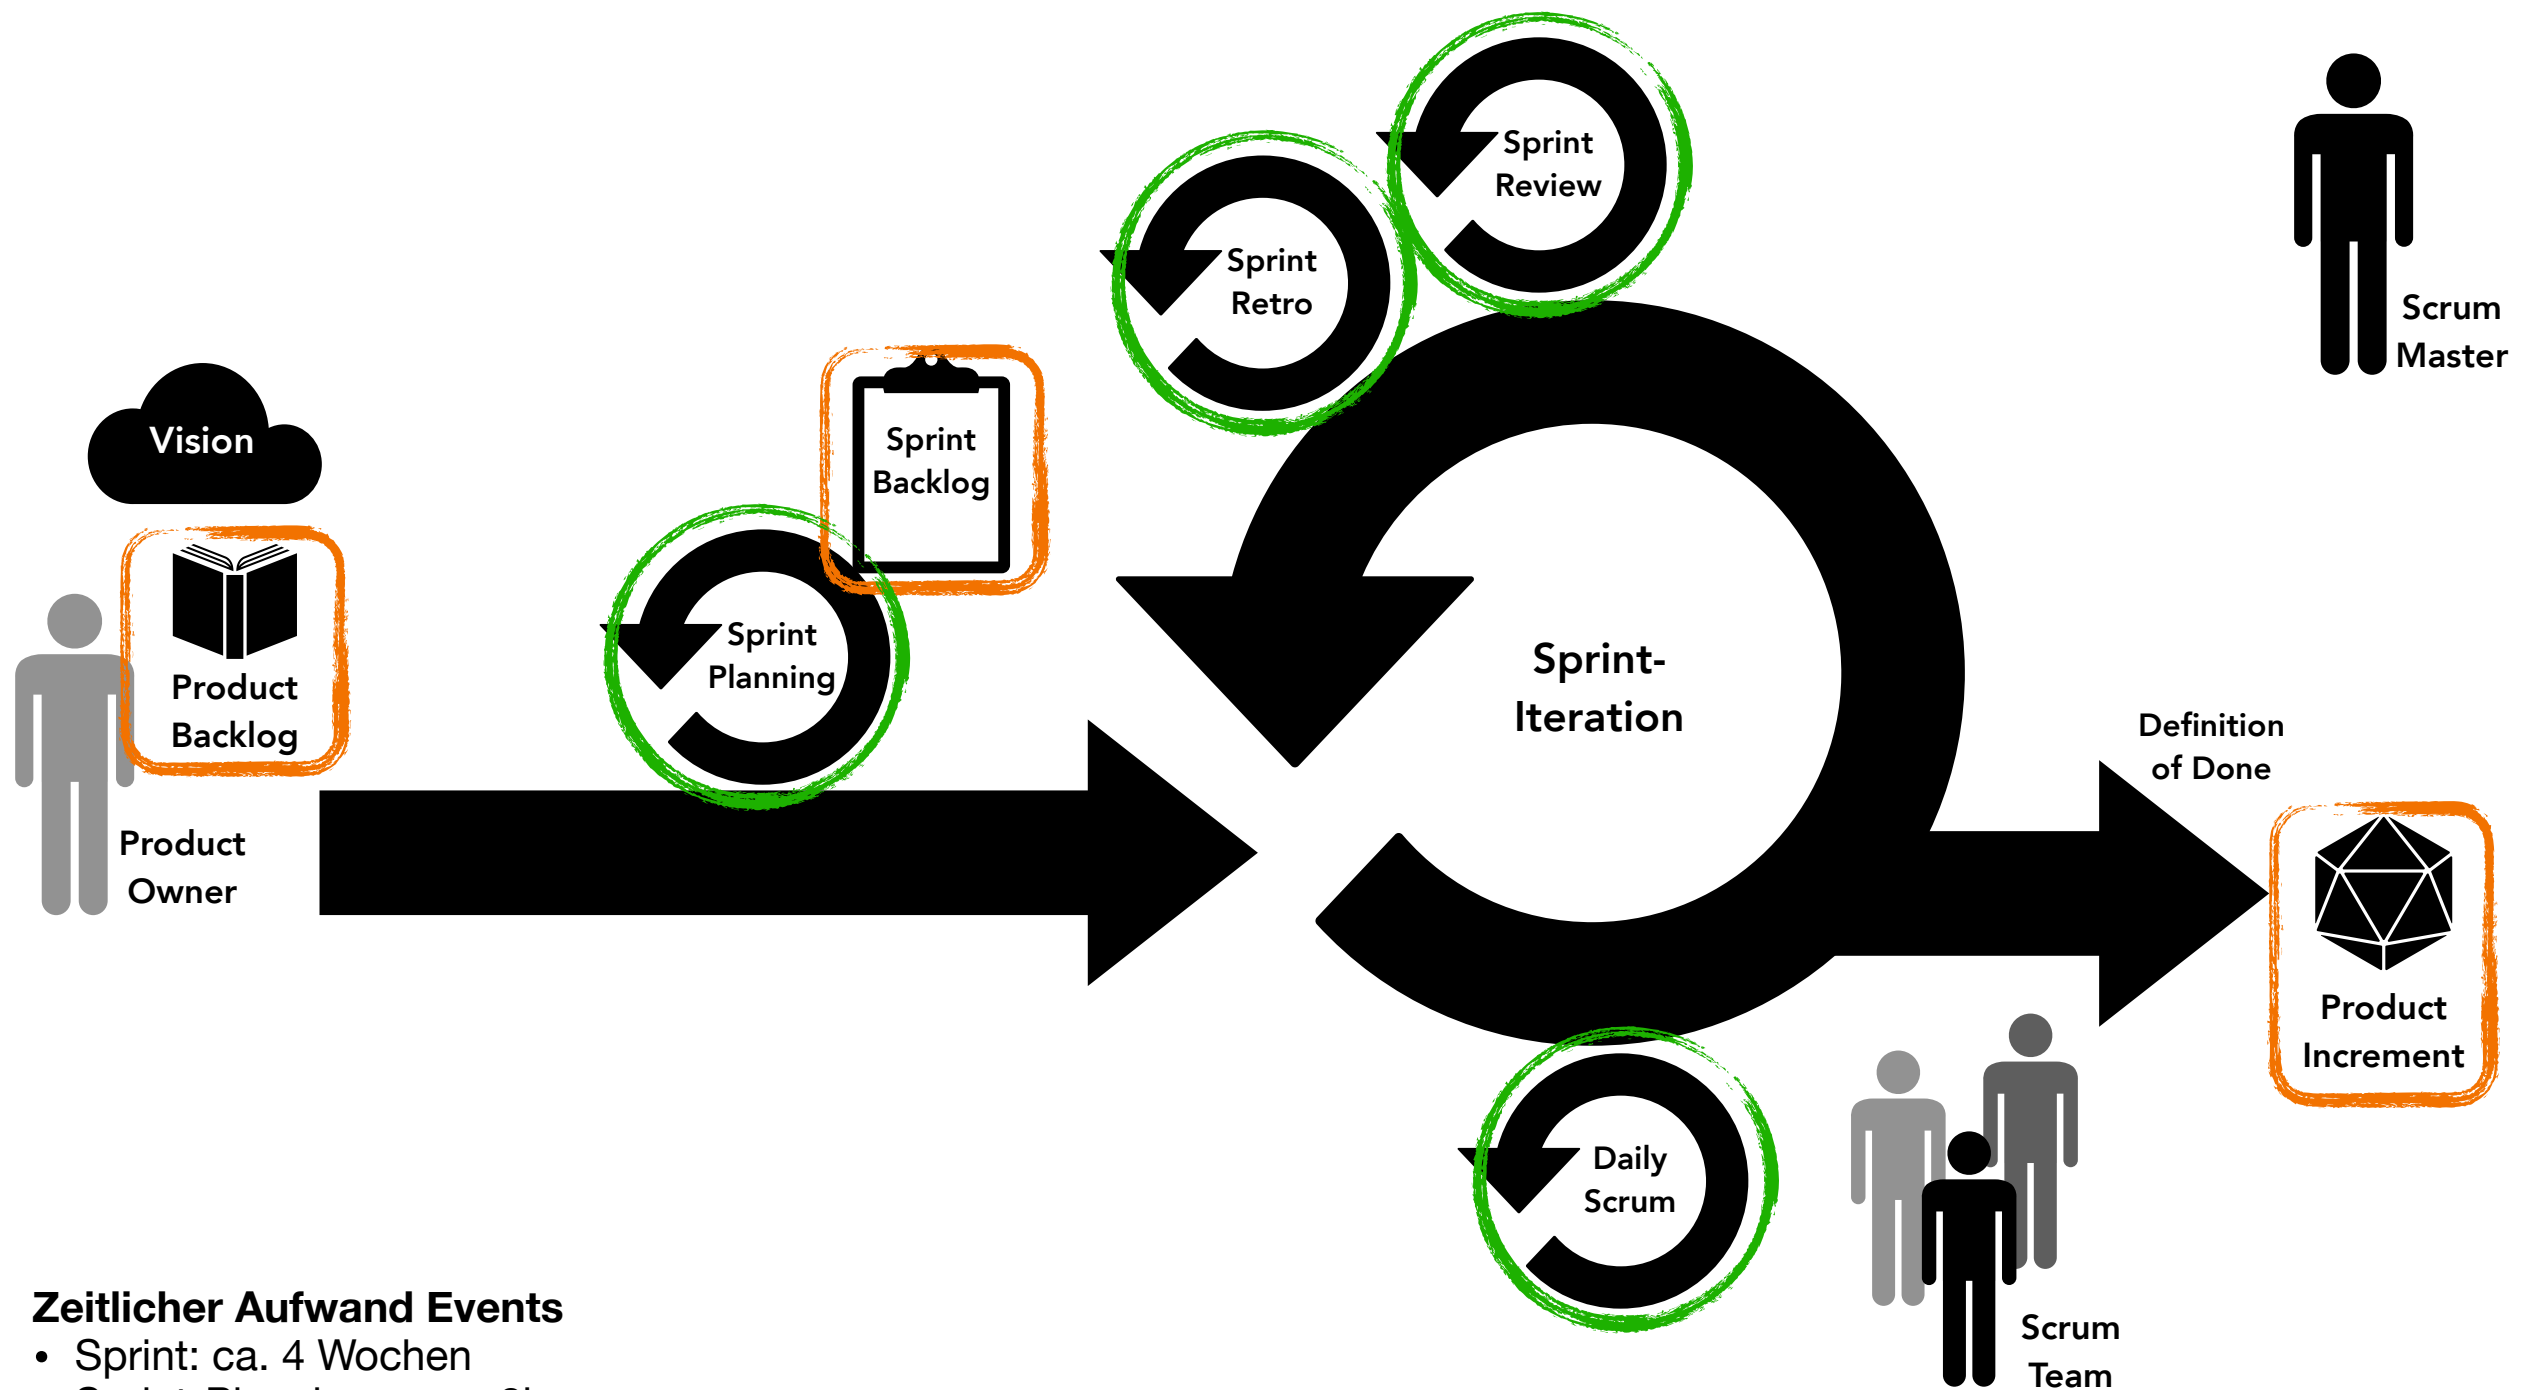 Sprint
Review
Sprint
Retro
Scrum
Master
Vision
Sprint
Backlog
Product
Backlog
Sprint
Planning
Sprint-
Iteration
Definition
of Done
Product
Owner
Product
Increment
Daily
Scrum
Scrum
Team
Zeitlicher Aufwand Events
• Sprint: ca. 4 Wochen